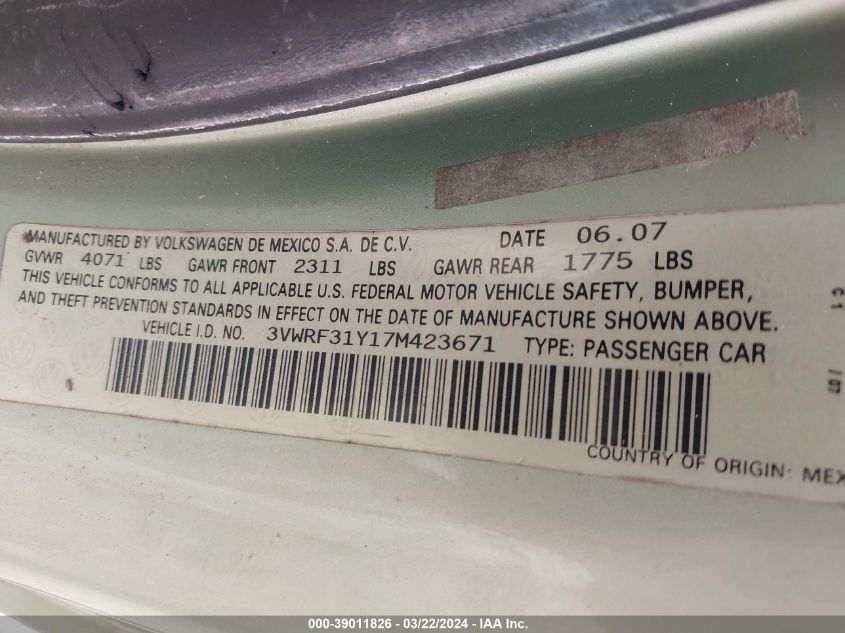 MANUFACTURED BY VOLKSWAGEN DE MEXICO S.A. DE C.V. DATE 06.07
GVWR 4071 LBS GAWR FRONT 2311 LBS GAWR REAR 1775 LBS
THIS VEHICLE CONFORMS TO ALL APPLICABLE U.S. FEDERAL MOTOR VEHICLE SAFETY, BUMPER,
AND THEFT PREVENTION STANDARDS IN EFFECT ON THE DATE OF MANUFACTURE SHOWN ABOVE.
VEHICLE I.D. NO. 3VWRF31Y17M423671 TYPE: PASSENGER CAR
COUNTRY OF ORIGIN: MEX
/07
000-39011826 - 03/22/2024 - IAA Inc.